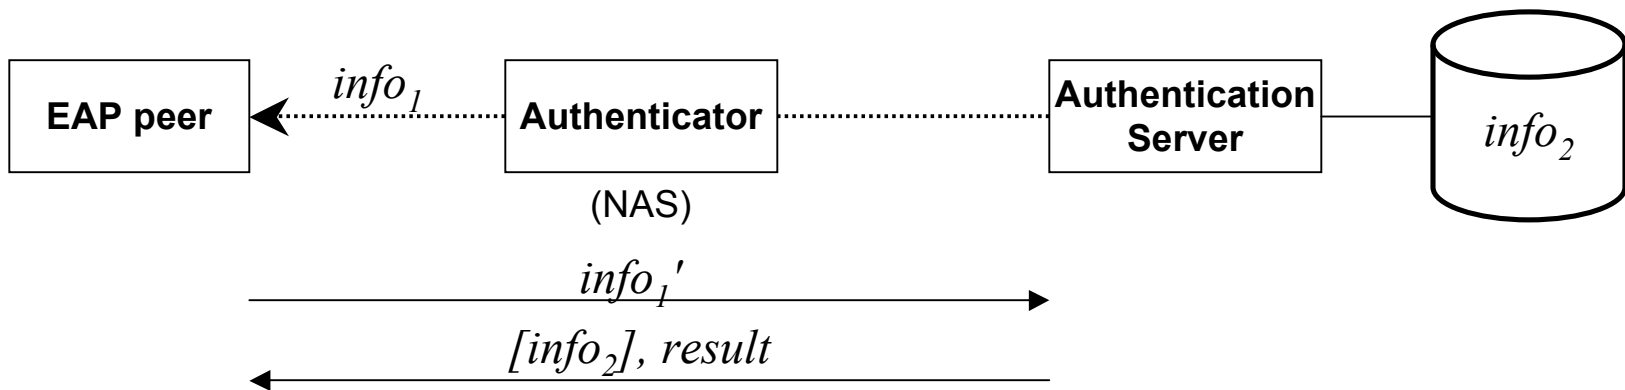 EAP peer
info₁
Authenticator
(NAS)
Authentication
Server
info₂
info₁'
[info₂], result